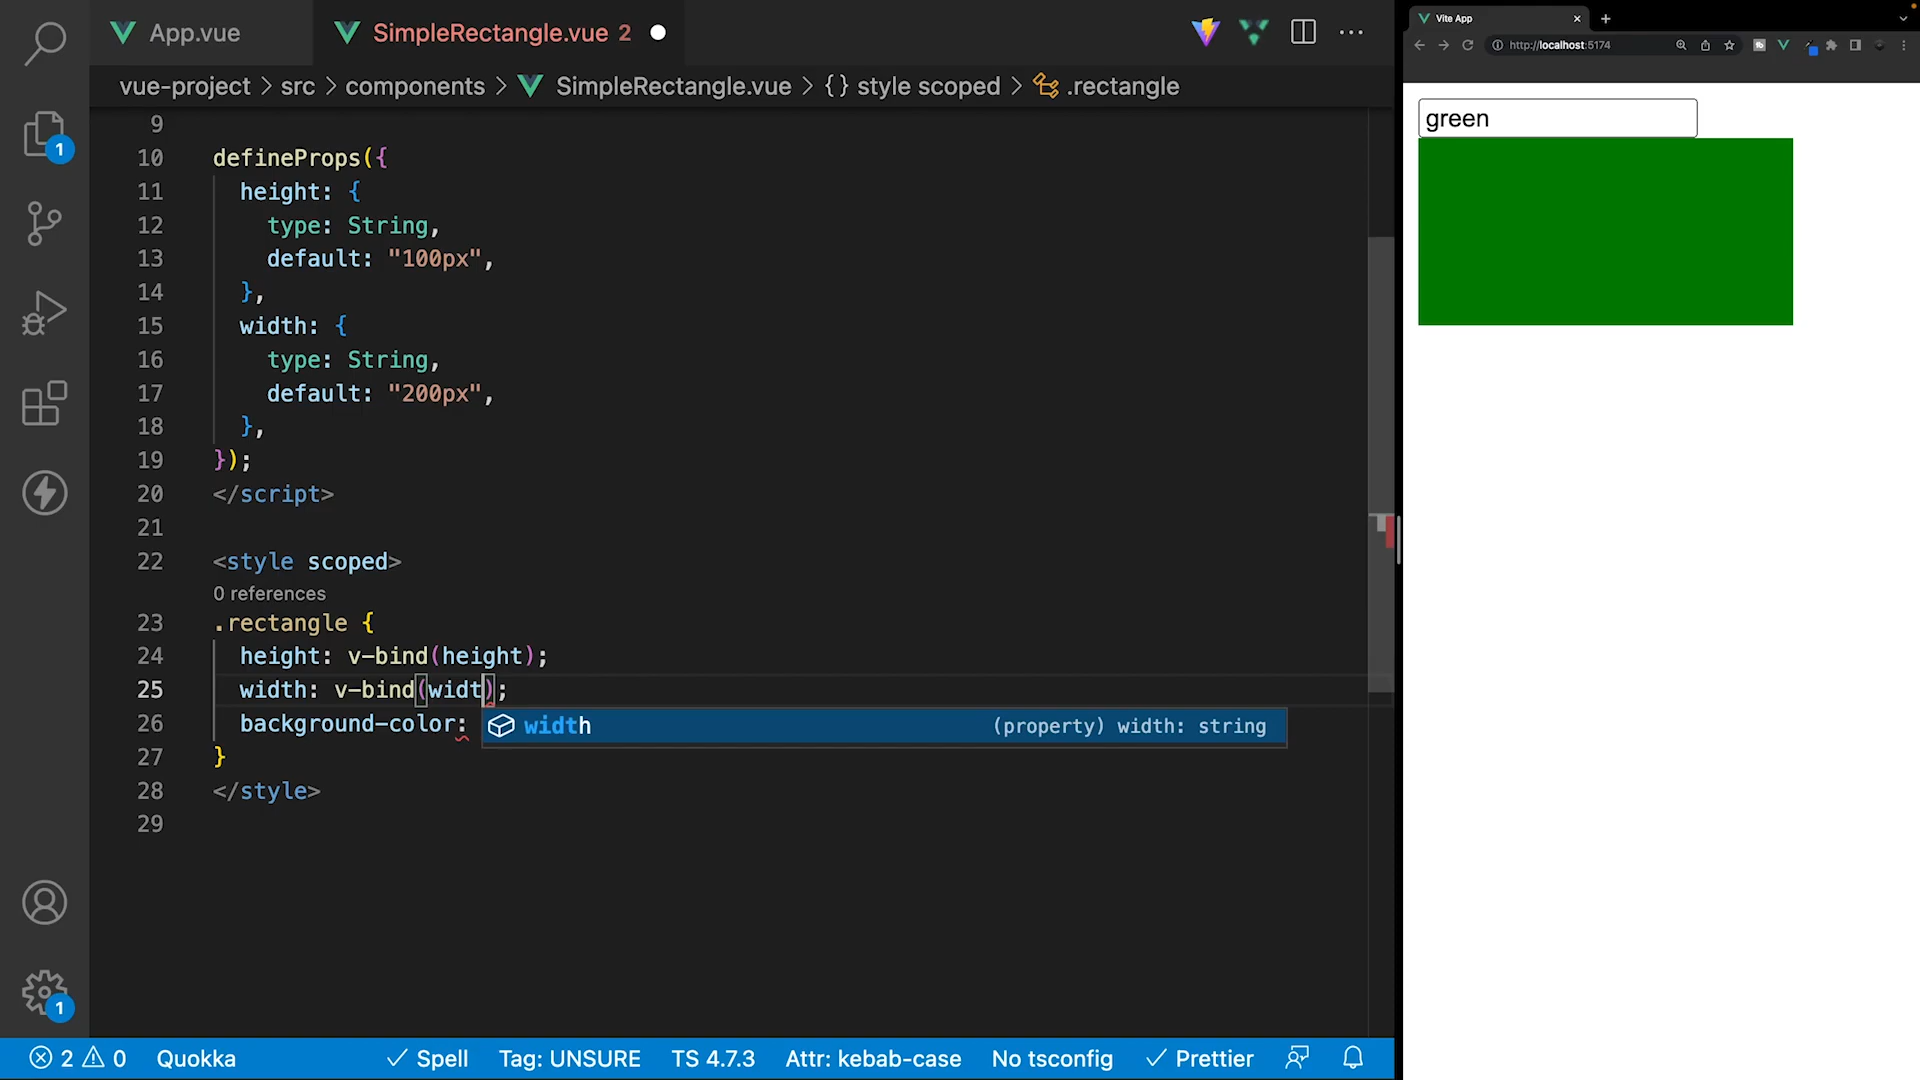 App.vue
SimpleRectangle.vue 2
vue-project > src > components > SimpleRectangle.vue > {} style scoped > .rectangle
9
10 defineProps({
11 height: {
12 type: String,
13 default: "100px",
14 },
15 width: {
16 type: String,
17 default: "200px",
18 },
19 });
20 </script>
21
22 <style scoped>
0 references
23 .rectangle {
24 height: v-bind(height);
25 width: v-bind(widt);
26 background-color:
width (property) width: string
27 }
28 </style>
29
1
1
2 0 Quokka Spell Tag: UNSURE TS 4.7.3 Attr: kebab-case No tsconfig Prettier
Vite App
http://localhost:5174
green